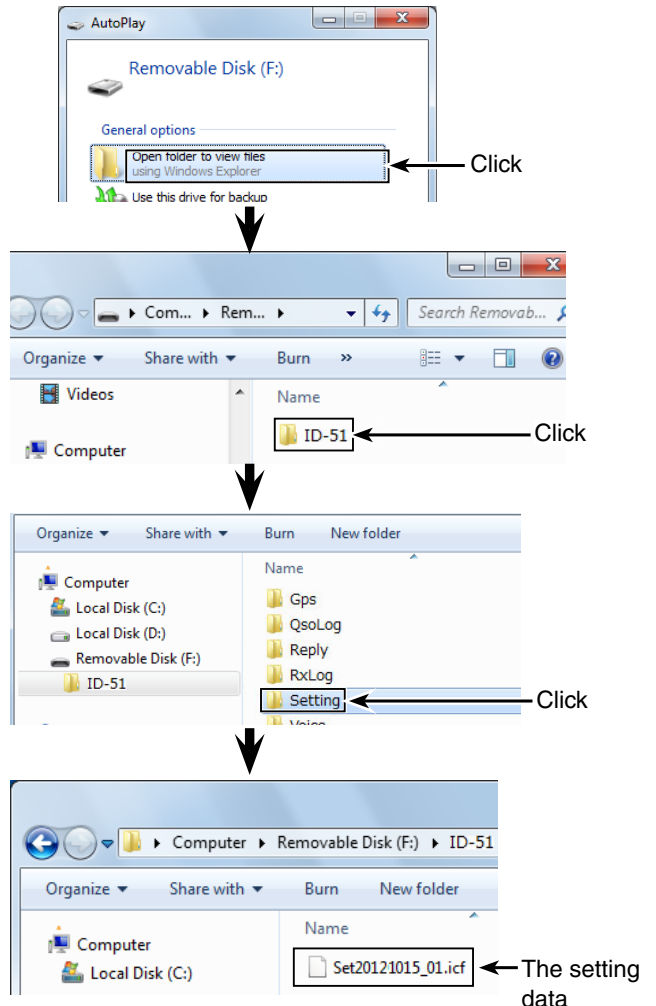 AutoPlay
Removable Disk (F:)
General options
Open folder to view files
using Windows Explorer
Click
Use this drive for backup
Com... Rem...
Search Removab...
Organize Share with Burn »
Videos
Name
ID-51
Click
Computer
Organize Share with Burn New folder
Name
Computer
Gps
Local Disk (C:)
QsoLog
Local Disk (D:)
Reply
Removable Disk (F:)
RxLog
ID-51
Setting
Click
Voice
Computer Removable Disk (F:) ID-51
Organize Share with Burn New folder
Name
Computer
Set20121015_01.icf
The setting
data
Local Disk (C:)